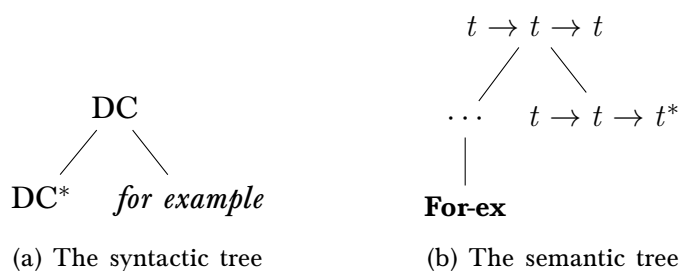 t → t → t
DC
⋯ t → t → t*
DC* for example
For-ex
(a) The syntactic tree
(b) The semantic tree